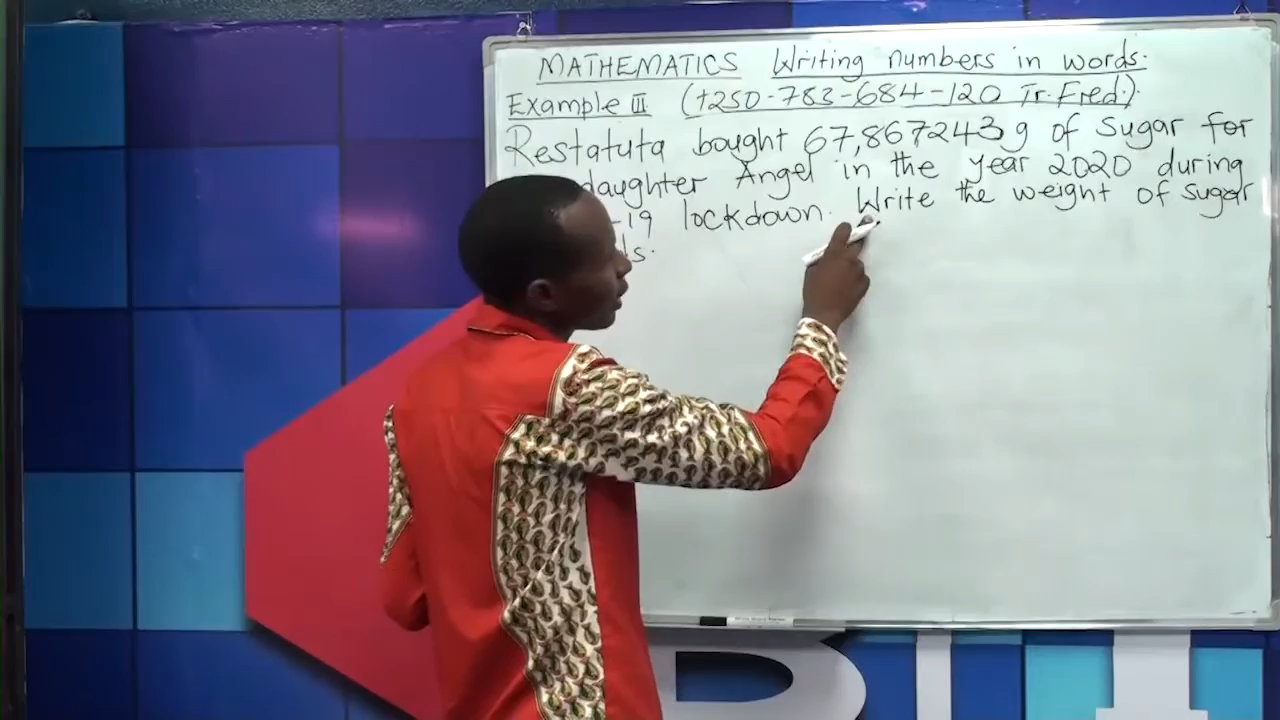 MATHEMATICS Writing numbers in words.
Example III (+250-783-684-120 Tr. Fred.)
Restatuta bought 67,867243g of sugar for
daughter Angel in the year 2020 during
-19 lockdown. Write the weight of sugar
ds.